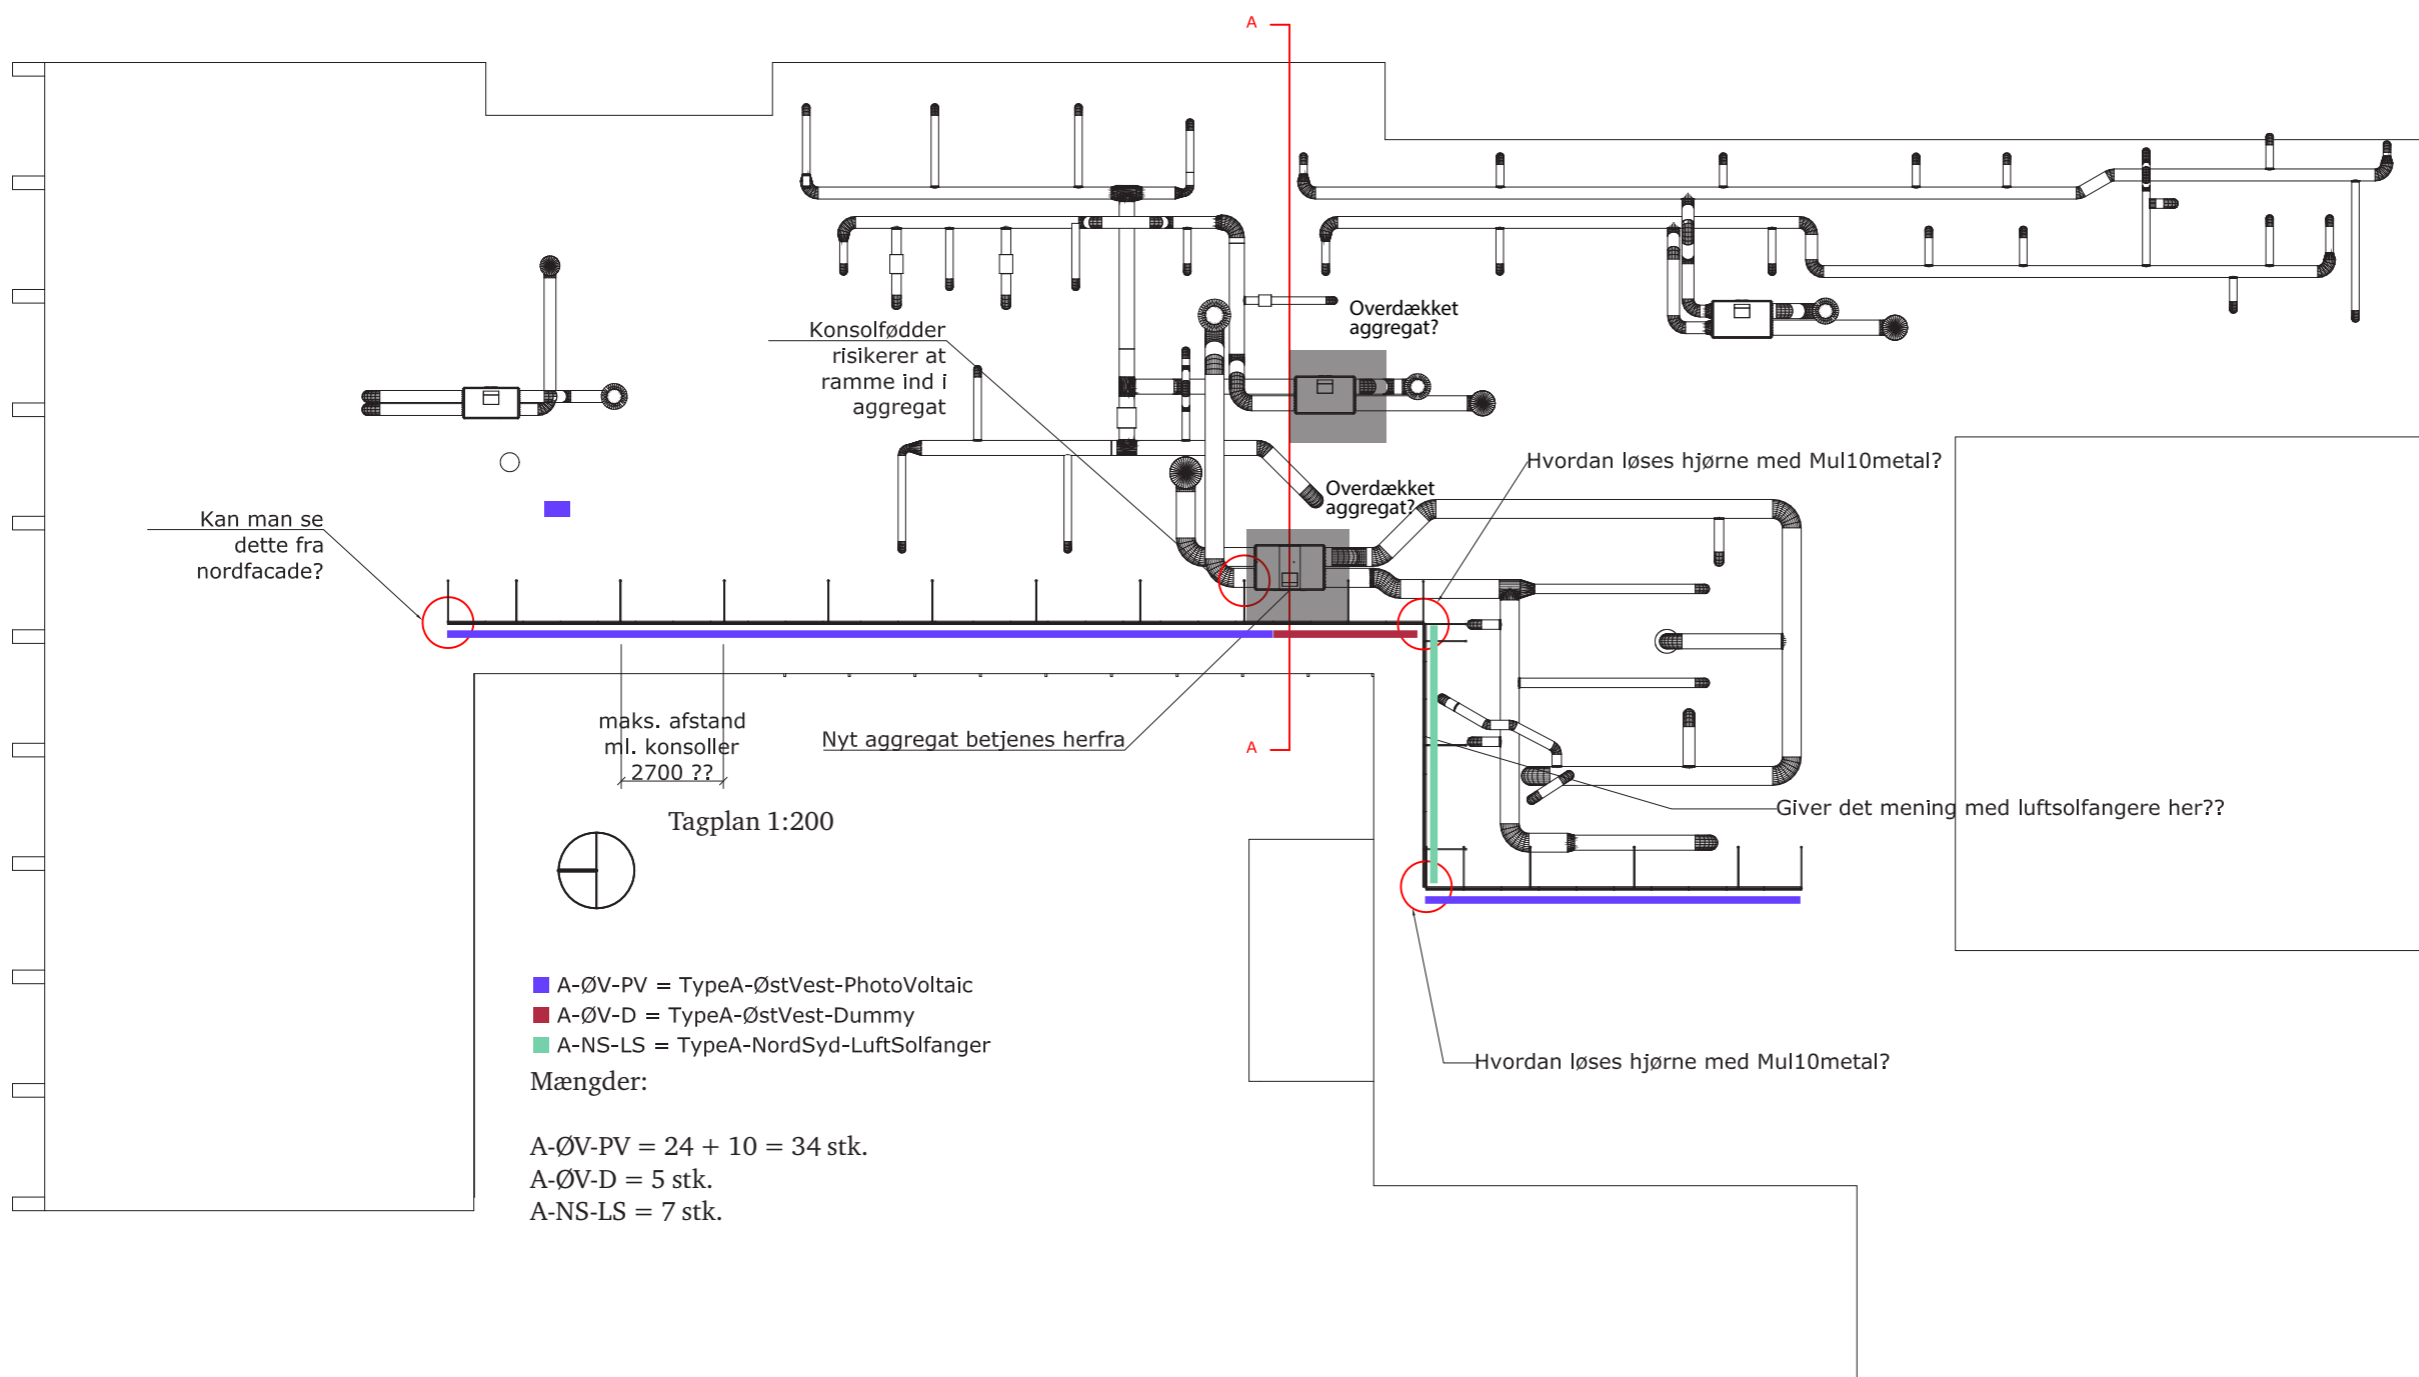 A
Overdækket
aggregat?
Konsolfødder
risikerer at
ramme ind i
aggregat
Hvordan løses hjørne med Mul10metal?
Overdækket
aggregat?
Kan man se
dette fra
nordfacade?
maks. afstand
ml. konsoller
2700 ??
Nyt aggregat betjenes herfra
A
Tagplan 1:200
Giver det mening med luftsolfangere her??
A-ØV-PV = TypeA-ØstVest-PhotoVoltaic
A-ØV-D = TypeA-ØstVest-Dummy
A-NS-LS = TypeA-NordSyd-LuftSolfanger
Hvordan løses hjørne med Mul10metal?
Mængder:
A-ØV-PV = 24 + 10 = 34 stk.
A-ØV-D = 5 stk.
A-NS-LS = 7 stk.